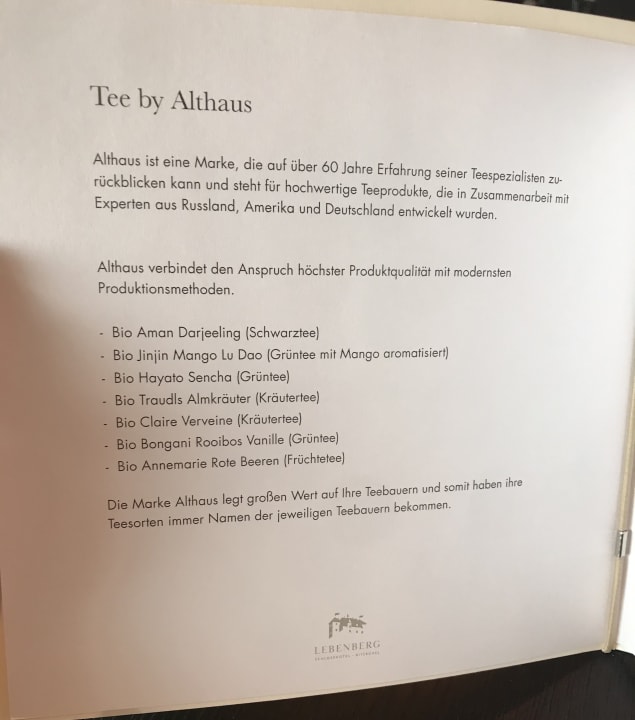 Tee by Althaus
Althaus ist eine Marke, die auf über 60 Jahre Erfahrung seiner Teespezialisten zu-
rückblicken kann und steht für hochwertige Teeprodukte, die in Zusammenarbeit mit
Experten aus Russland, Amerika und Deutschland entwickelt wurden.
Althaus verbindet den Anspruch höchster Produktqualität mit modernsten
Produktionsmethoden.
- Bio Aman Darjeeling (Schwarztee)
- Bio Jinjin Mango Lu Dao (Grüntee mit Mango aromatisiert)
- Bio Hayato Sencha (Grüntee)
- Bio Traudls Almkräuter (Kräutertee)
- Bio Claire Verveine (Kräutertee)
- Bio Bongani Rooibos Vanille (Grüntee)
- Bio Annemarie Rote Beeren (Früchtetee)
Die Marke Althaus legt großen Wert auf Ihre Teebauern und somit haben ihre
Teesorten immer Namen der jeweiligen Teebauern bekommen.
LEBENBERG